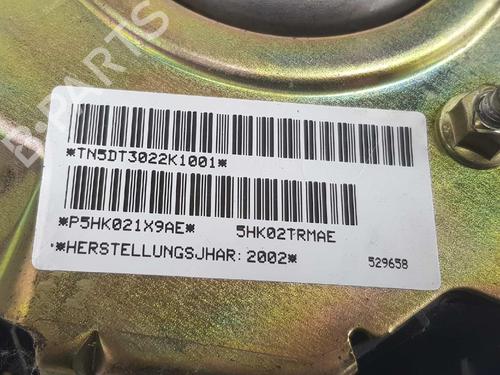 B.PARTS
*TN5DT3022K1001*
*P5HK021X9AE* 5HK02TRMAE
*HERSTELLUNGSJHAR: 2002*
529658